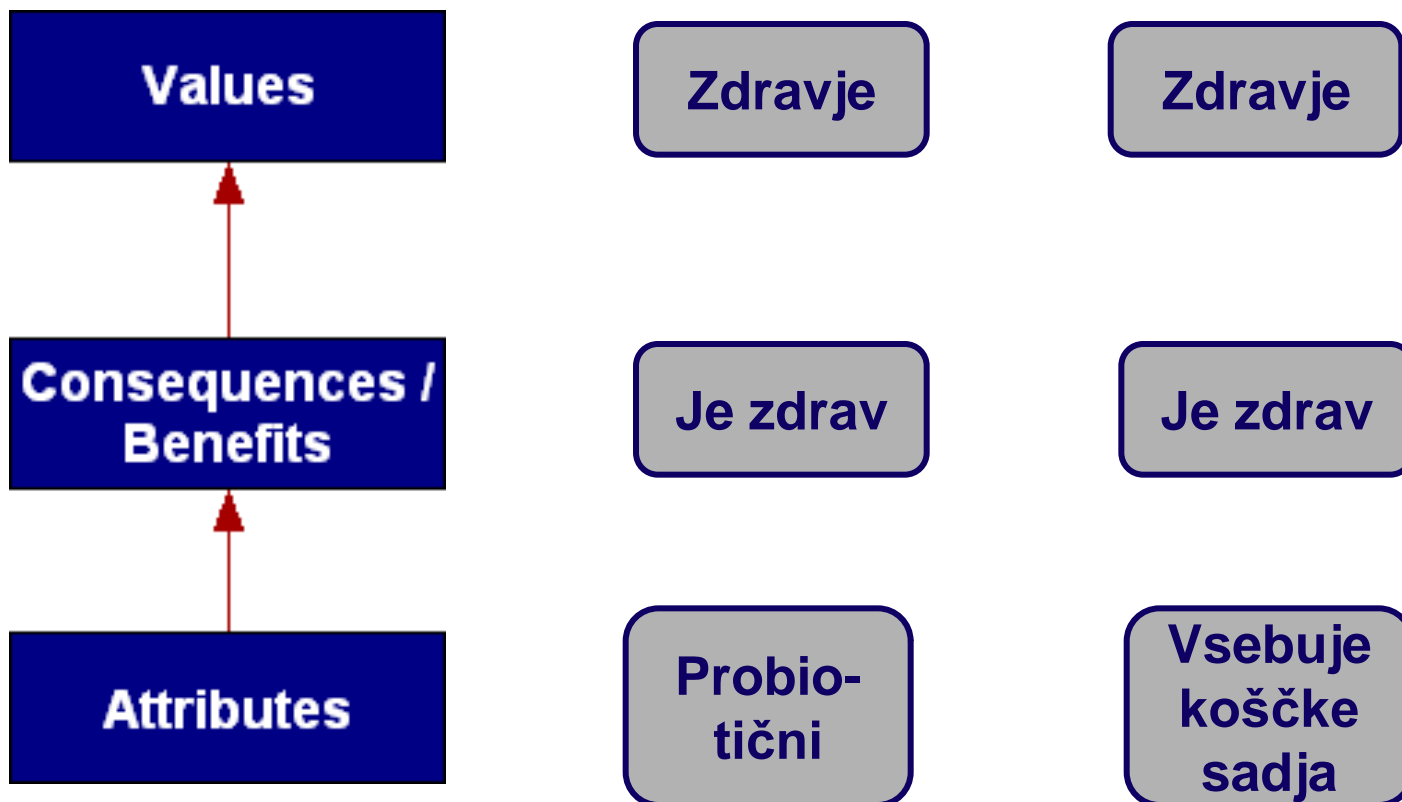 Values
Zdravje
Zdravje
Consequences /
Benefits
Je zdrav
Je zdrav
Attributes
Probio-
tični
Vsebuje
koščke
sadja